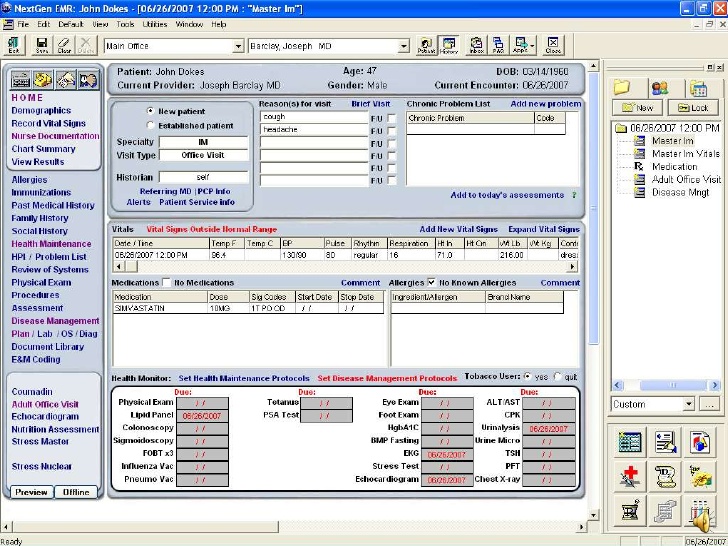 NextGen EMR: John Dokes - [06/26/2007 12:00 PM : "Master Im"]
File Edit Default View Tools Utilities Window Help
Exit Save Clear Delete Main Office Barclay, Joseph MD Patient History Inbox PAQ Apps Close
HOME
Demographics
Record Vital Signs
Nurse Documentation
Chart Summary
View Results
Allergies
Immunizations
Past Medical History
Family History
Social History
Health Maintenance
HPI / Problem List
Review of Systems
Physical Exam
Procedures
Assessment
Disease Management
Plan / Lab / OS / Diag
Document Library
E&M Coding
Coumadin
Adult Office Visit
Echocardiogram
Nutrition Assessment
Stress Master
Stress Nuclear
Preview Offline
Patient: John Dokes Age: 47 DOB: 03/14/1960
Current Provider: Joseph Barclay MD Gender: Male Current Encounter: 06/26/2007
New patient
Established patient
Specialty IM
Visit Type Office Visit
Historian self
Referring MD | PCP Info
Alerts Patient Service info
Reason(s) for visit Brief Visit
cough F/U
headache F/U
F/U
F/U
F/U
F/U
Chronic Problem List Add new problem
Chronic Problem Code
Add to today's assessments ?
Vitals Vital Signs Outside Normal Range Add New Vital Signs Expand Vital Signs
Date / Time Temp F Temp C BP Pulse Rhythm Respiration Ht In Ht Cm Wt Lb Wt Kg Cont
06/26/2007 12:00 PM 96.4 130/90 80 regular 16 71.0 216.00 dres
Medications No Medications Comment Allergies No Known Allergies Comment
Medication Dose Sig Codes Start Date Stop Date Ingredient/Allergen Brand Name
SIMVASTATIN 10MG 1T PO QD / / / /
Health Monitor: Set Health Maintenance Protocols Set Disease Management Protocols Tobacco User: yes quit
Due: Due: Due: Due:
Physical Exam / / Tetanus / / Eye Exam / / ALT/AST / /
Lipid Panel 06/26/2007 PSA Test / / Foot Exam / / CPK / /
Colonoscopy / / HgbA1C / / Urinalysis 06/26/2007
Sigmoidoscopy / / BMP Fasting / / Urine Micro / /
FOBT x3 / / EKG 06/26/2007 TSH / /
Influenza Vac / / Stress Test / / PFT / /
Pneumo Vac / / Echocardiogram 06/26/2007 Chest X-ray / /
New Lock
06/26/2007 12:00 PM
Master Im
Master Im Vitals
Medication
Adult Office Visit
Disease Mngt
Custom ...
Ready 06/26/2007